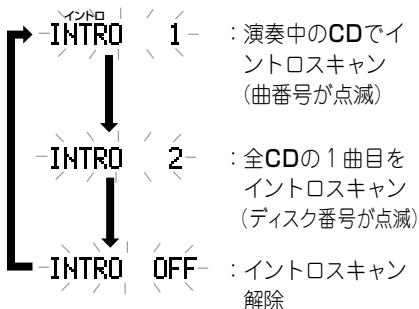 イントロ
INTRO 1 ：演奏中のCDでイ
ントロスキャン
（曲番号が点滅）
INTRO 2 ：全CDの１曲目を
イントロスキャン
（ディスク番号が点滅）
INTRO OFF ：イントロスキャン
解除